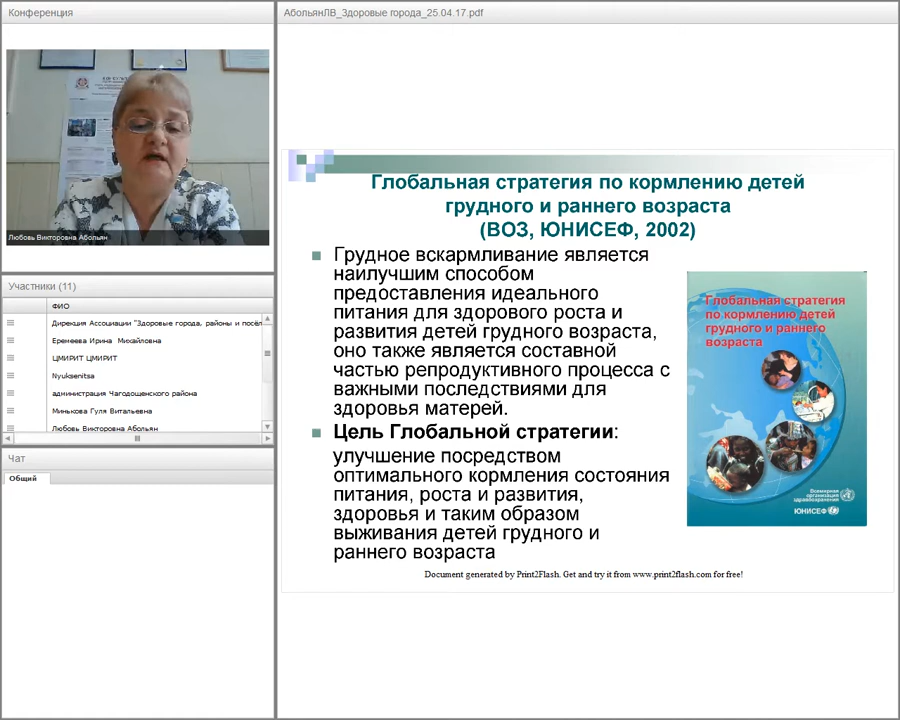 Конференция
АбольянЛВ_Здоровые города_25.04.17.pdf
Любовь Викторовна Абольян
Участники (11)
ФИО
Дирекция Ассоциации "Здоровые города, районы и посёл
Еремеева Ирина Михайловна
ЦМИРИТ ЦМИРИТ
Nyuksenitsa
администрация Чагодощенского района
Минькова Гуля Витальевна
Любовь Викторовна Абольян
Чат
Общий
Глобальная стратегия по кормлению детей
грудного и раннего возраста
(ВОЗ, ЮНИСЕФ, 2002)
Грудное вскармливание является
наилучшим способом
предоставления идеального
питания для здорового роста и
развития детей грудного возраста,
оно также является составной
частью репродуктивного процесса с
важными последствиями для
здоровья матерей.
Цель Глобальной стратегии:
улучшение посредством
оптимального кормления состояния
питания, роста и развития,
здоровья и таким образом
выживания детей грудного и
раннего возраста
Глобальная стратегия
по кормлению детей
грудного и раннего
возраста
Всемирная
организация
здравоохранения
ЮНИСЕФ
Document generated by Print2Flash. Get and try it from www.print2flash.com for free!